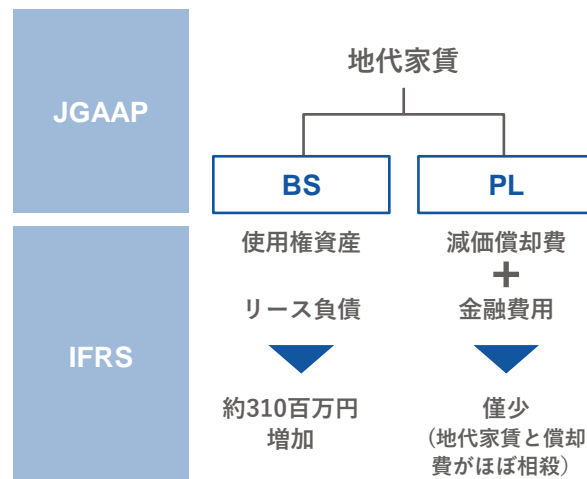 JGAAP
地代家賃
BS
PL
IFRS
使用権資産
減価償却費
+
リース負債
金融費用
約310百万円
増加
僅少
（地代家賃と償却
費がほぼ相殺）